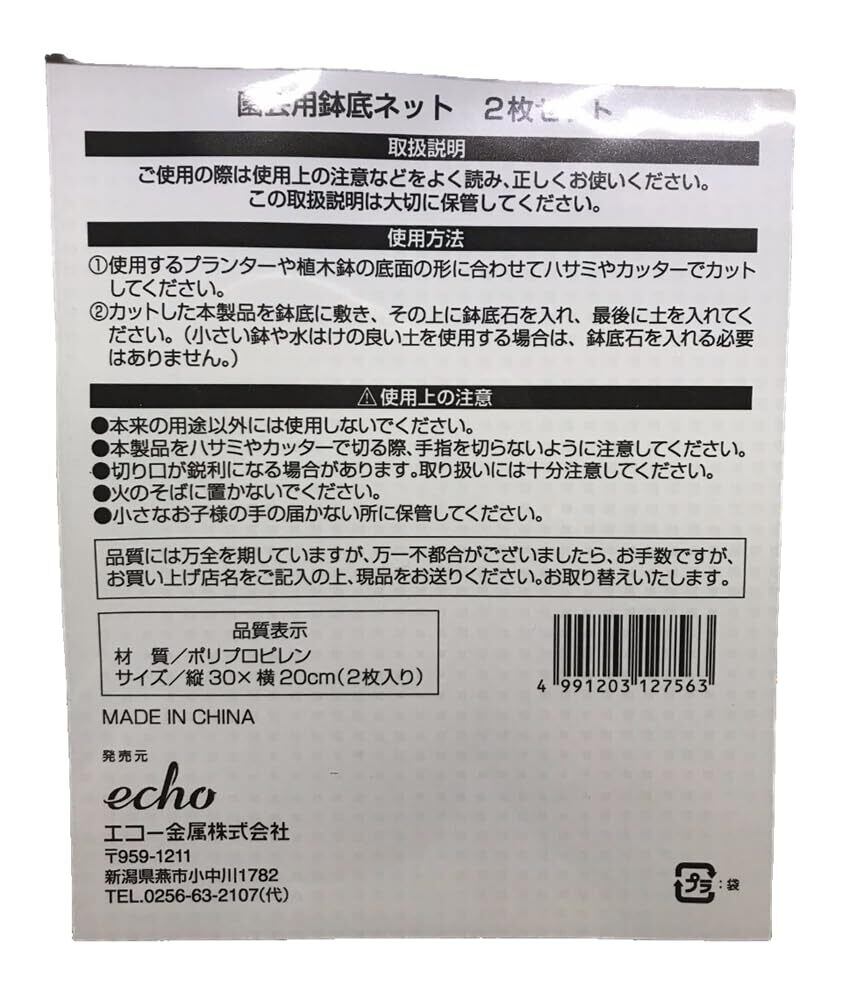 園芸用鉢底ネット 2枚セット
取扱説明
ご使用の際は使用上の注意などをよく読み、正しくお使いください。
この取扱説明は大切に保管してください。
使用方法
①使用するプランターや植木鉢の底面の形に合わせてハサミやカッターでカット
してください。
②カットした本製品を鉢底に敷き、その上に鉢底石を入れ、最後に土を入れてく
ださい。（小さい鉢や水はけの良い土を使用する場合は、鉢底石を入れる必要
はありません。）
⚠使用上の注意
●本来の用途以外には使用しないでください。
●本製品をハサミやカッターで切る際、手指を切らないように注意してください。
●切り口が鋭利になる場合があります。取り扱いには十分注意してください。
●火のそばに置かないでください。
●小さなお子様の手の届かない所に保管してください。
品質には万全を期していますが、万一不都合がございましたら、お手数ですが、
お買い上げ店名をご記入の上、現品をお送りください。お取り替えいたします。
品質表示
材 質／ポリプロピレン
サイズ／縦30×横20cm（2枚入り）
4 991203 127563
MADE IN CHINA
発売元
echo
エコー金属株式会社
〒959-1211
新潟県燕市小中川1782
TEL.0256-63-2107(代)
プラ：袋